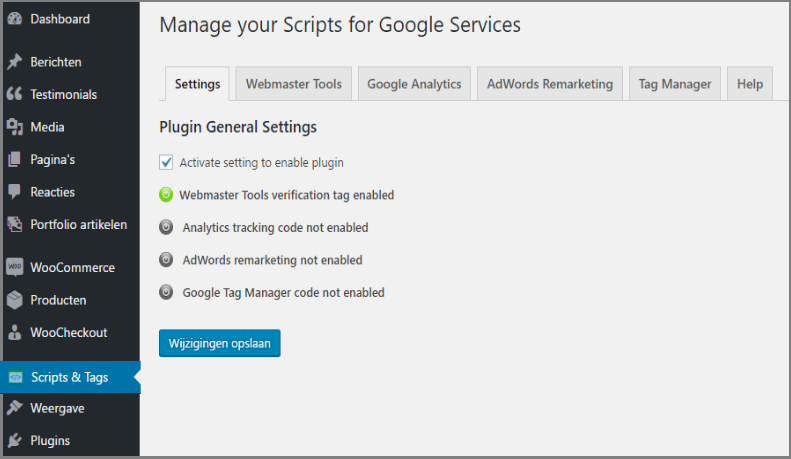 Dashboard
Berichten
Testimonials
Media
Pagina's
Reacties
Portfolio artikelen
WOO
WooCommerce
Producten
WooCheckout
Scripts & Tags
Weergave
Plugins
Manage your Scripts for Google Services
Settings
Webmaster Tools
Google Analytics
AdWords Remarketing
Tag Manager
Help
Plugin General Settings
Activate setting to enable plugin
Webmaster Tools verification tag enabled
Analytics tracking code not enabled
AdWords remarketing not enabled
Google Tag Manager code not enabled
Wijzigingen opslaan